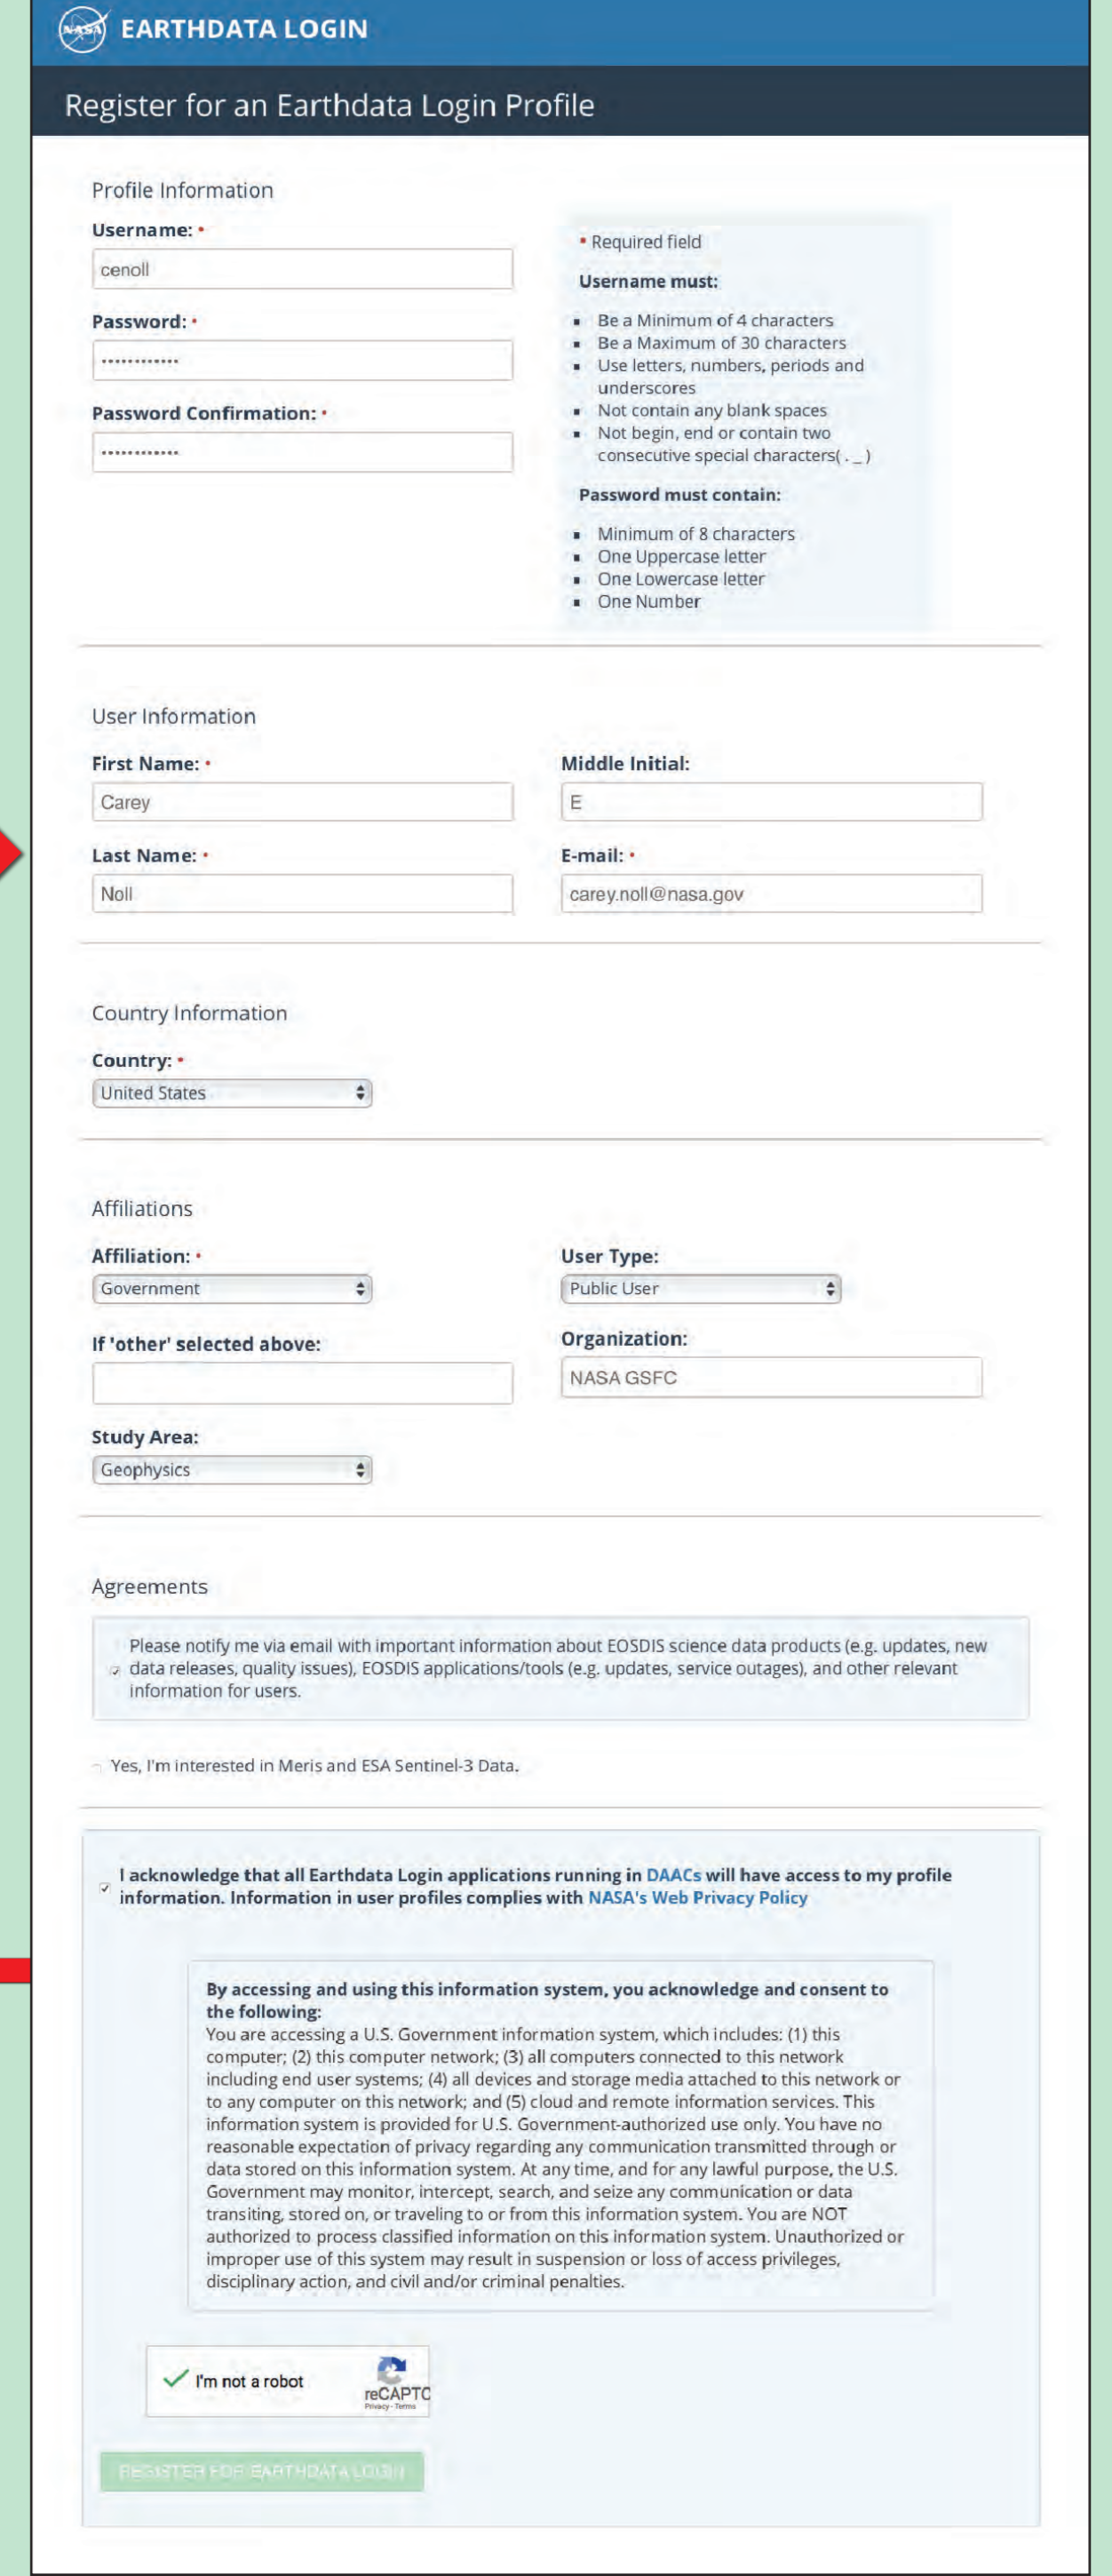 NASA EARTHDATA LOGIN
Register for an Earthdata Login Profile
Profile Information
Username: •
cenoll
Password: •
••••••••••••
Password Confirmation: •
••••••••••••
• Required field
Username must:
▪ Be a Minimum of 4 characters
▪ Be a Maximum of 30 characters
▪ Use letters, numbers, periods and
underscores
▪ Not contain any blank spaces
▪ Not begin, end or contain two
consecutive special characters( . _ )
Password must contain:
▪ Minimum of 8 characters
▪ One Uppercase letter
▪ One Lowercase letter
▪ One Number
User Information
First Name: •
Carey
Middle Initial:
E
Last Name: •
Noll
E-mail: •
carey.noll@nasa.gov
Country Information
Country: •
United States
Affiliations
Affiliation: •
Government
User Type:
Public User
If 'other' selected above:
Organization:
NASA GSFC
Study Area:
Geophysics
Agreements
Please notify me via email with important information about EOSDIS science data products (e.g. updates, new
data releases, quality issues), EOSDIS applications/tools (e.g. updates, service outages), and other relevant
information for users.
Yes, I'm interested in Meris and ESA Sentinel-3 Data.
I acknowledge that all Earthdata Login applications running in DAACs will have access to my profile
information. Information in user profiles complies with NASA's Web Privacy Policy
By accessing and using this information system, you acknowledge and consent to
the following:
You are accessing a U.S. Government information system, which includes: (1) this
computer; (2) this computer network; (3) all computers connected to this network
including end user systems; (4) all devices and storage media attached to this network or
to any computer on this network; and (5) cloud and remote information services. This
information system is provided for U.S. Government-authorized use only. You have no
reasonable expectation of privacy regarding any communication transmitted through or
data stored on this information system. At any time, and for any lawful purpose, the U.S.
Government may monitor, intercept, search, and seize any communication or data
transiting, stored on, or traveling to or from this information system. You are NOT
authorized to process classified information on this information system. Unauthorized or
improper use of this system may result in suspension or loss of access privileges,
disciplinary action, and civil and/or criminal penalties.
I'm not a robot
reCAPTC
Privacy - Terms
REGISTER FOR EARTHDATA LOGIN